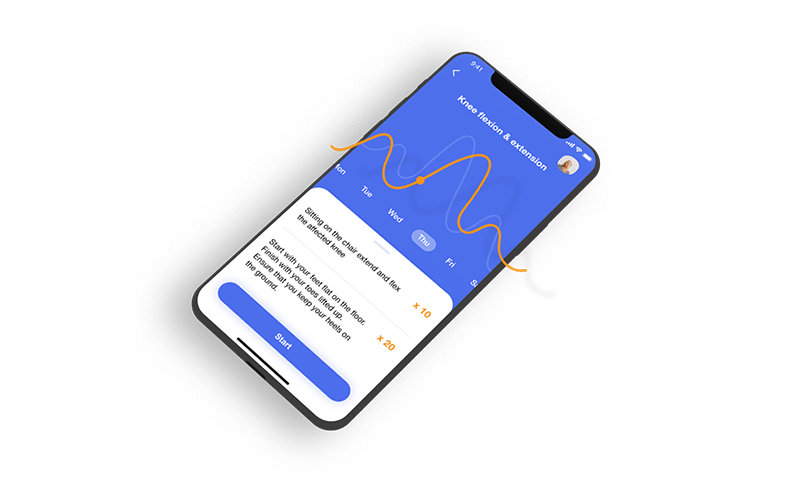 9:41
Knee flexion & extension
Mon
Tue
Wed
Thu
Fri
Sitting on the chair extend and flex
the affected knee
x 10
Start with your feet flat on the floor.
Finish with your toes lifted up.
Ensure that you keep your heels on
the ground.
x 20
Start